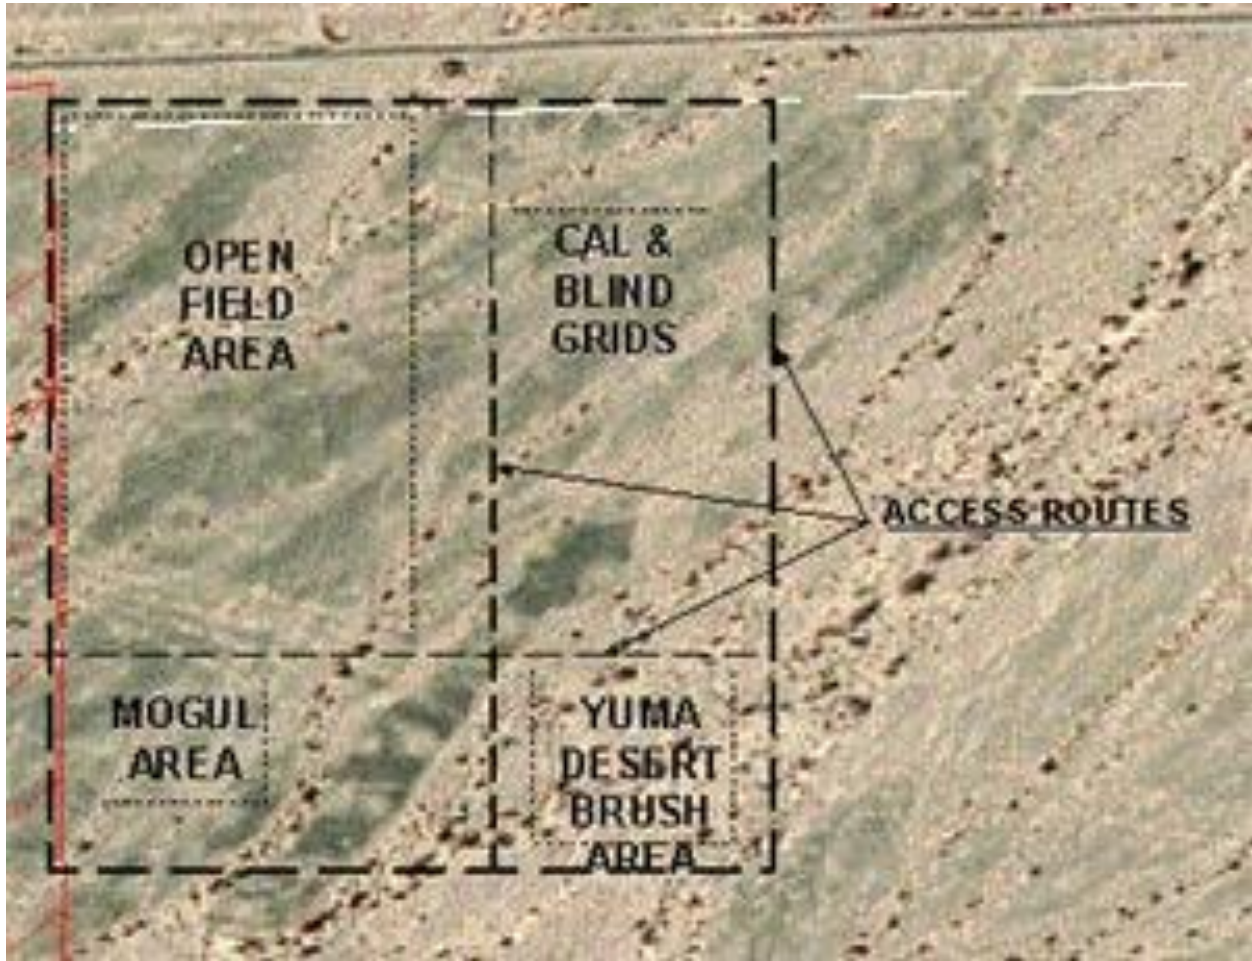 OPEN
FIELD
AREA
CAL &
BLIND
GRIDS
ACCESS ROUTES
MOGUL
AREA
YUMA
DESERT
BRUSH
AREA